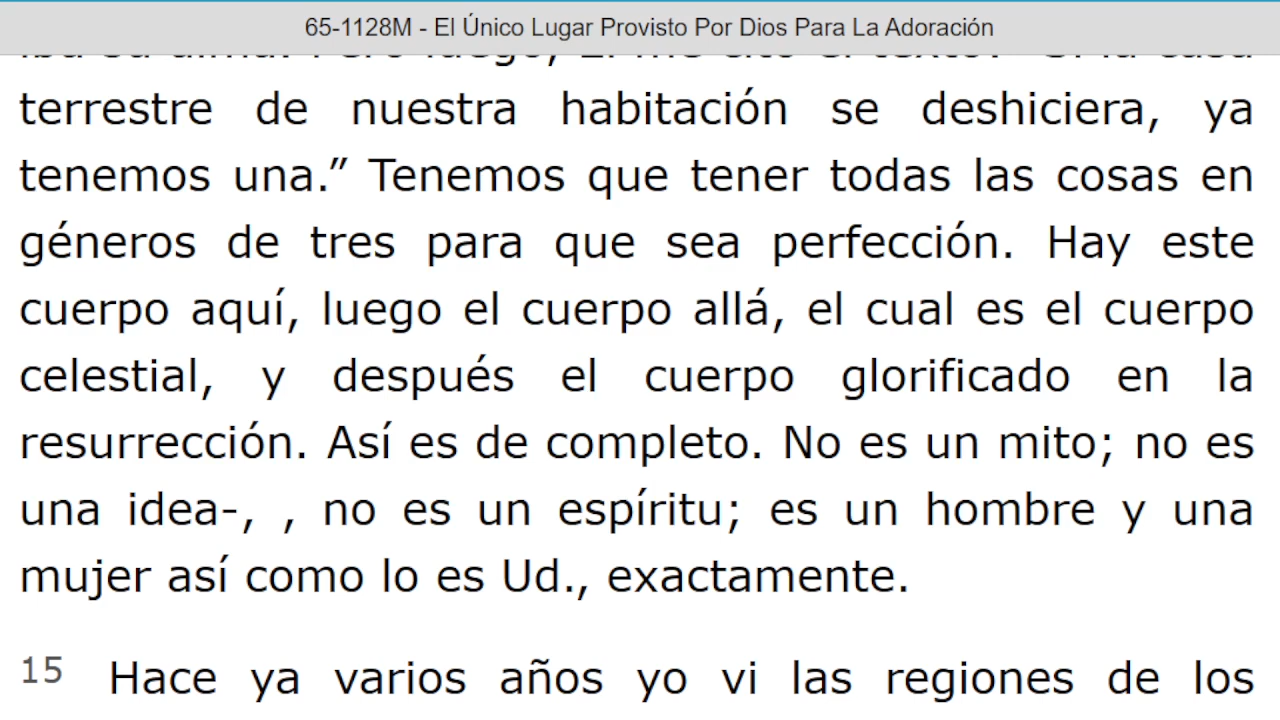 65-1128M - El Único Lugar Provisto Por Dios Para La Adoración
terrestre de nuestra habitación se deshiciera, ya
tenemos una.” Tenemos que tener todas las cosas en
géneros de tres para que sea perfección. Hay este
cuerpo aquí, luego el cuerpo allá, el cual es el cuerpo
celestial, y después el cuerpo glorificado en la
resurrección. Así es de completo. No es un mito; no es
una idea-, , no es un espíritu; es un hombre y una
mujer así como lo es Ud., exactamente.
15 Hace ya varios años yo vi las regiones de los